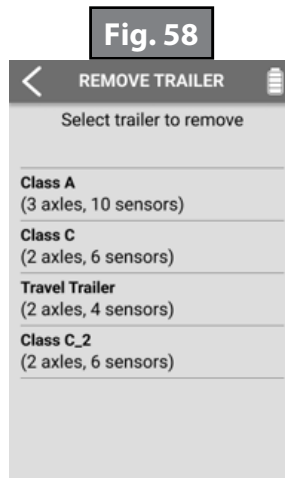 Fig. 58
REMOVE TRAILER
Select trailer to remove
Class A
(3 axles, 10 sensors)
Class C
(2 axles, 6 sensors)
Travel Trailer
(2 axles, 4 sensors)
Class C_2
(2 axles, 6 sensors)